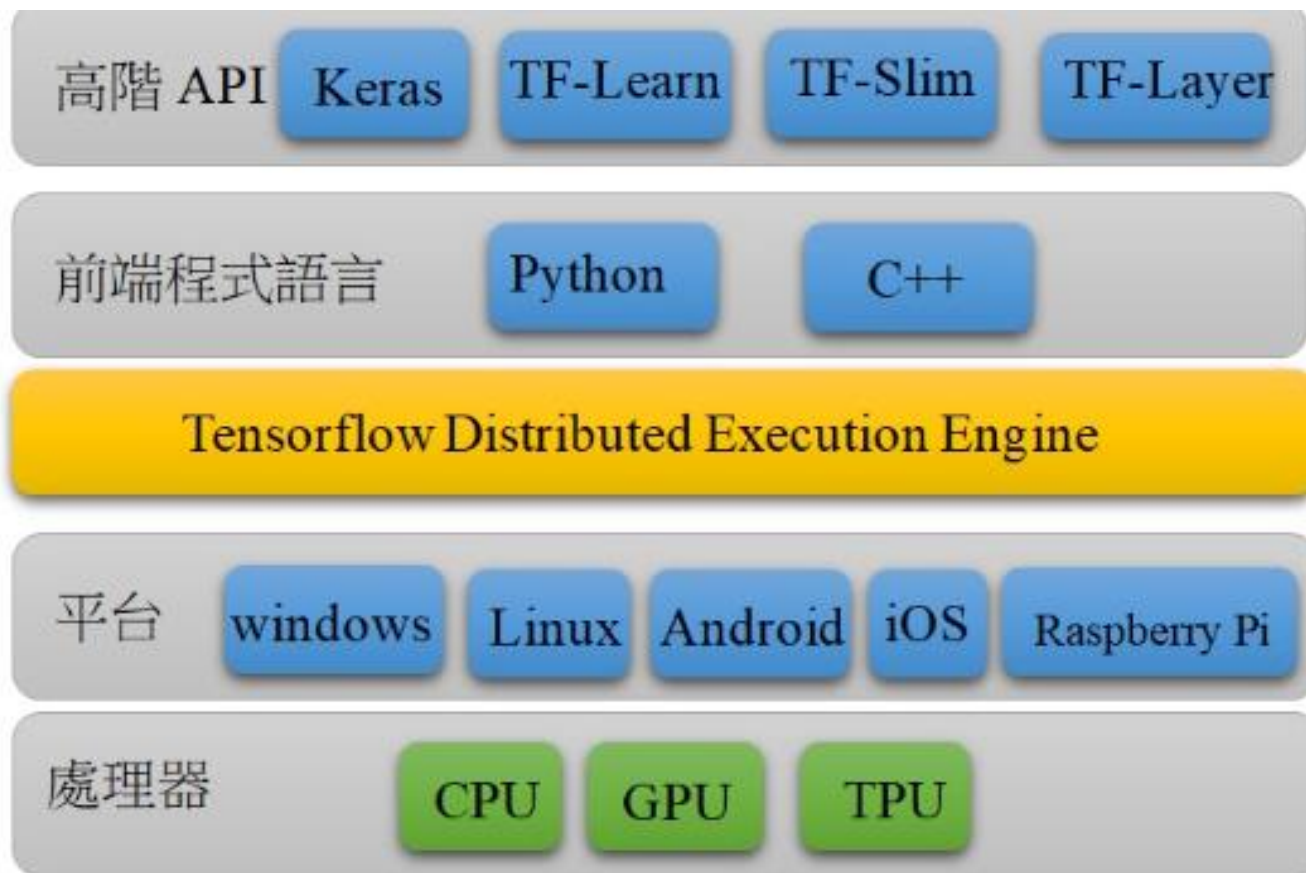 高階 API Keras TF-Learn TF-Slim TF-Layer
前端程式語言 Python C++
Tensorflow Distributed Execution Engine
平台 windows Linux Android iOS Raspberry Pi
處理器 CPU GPU TPU